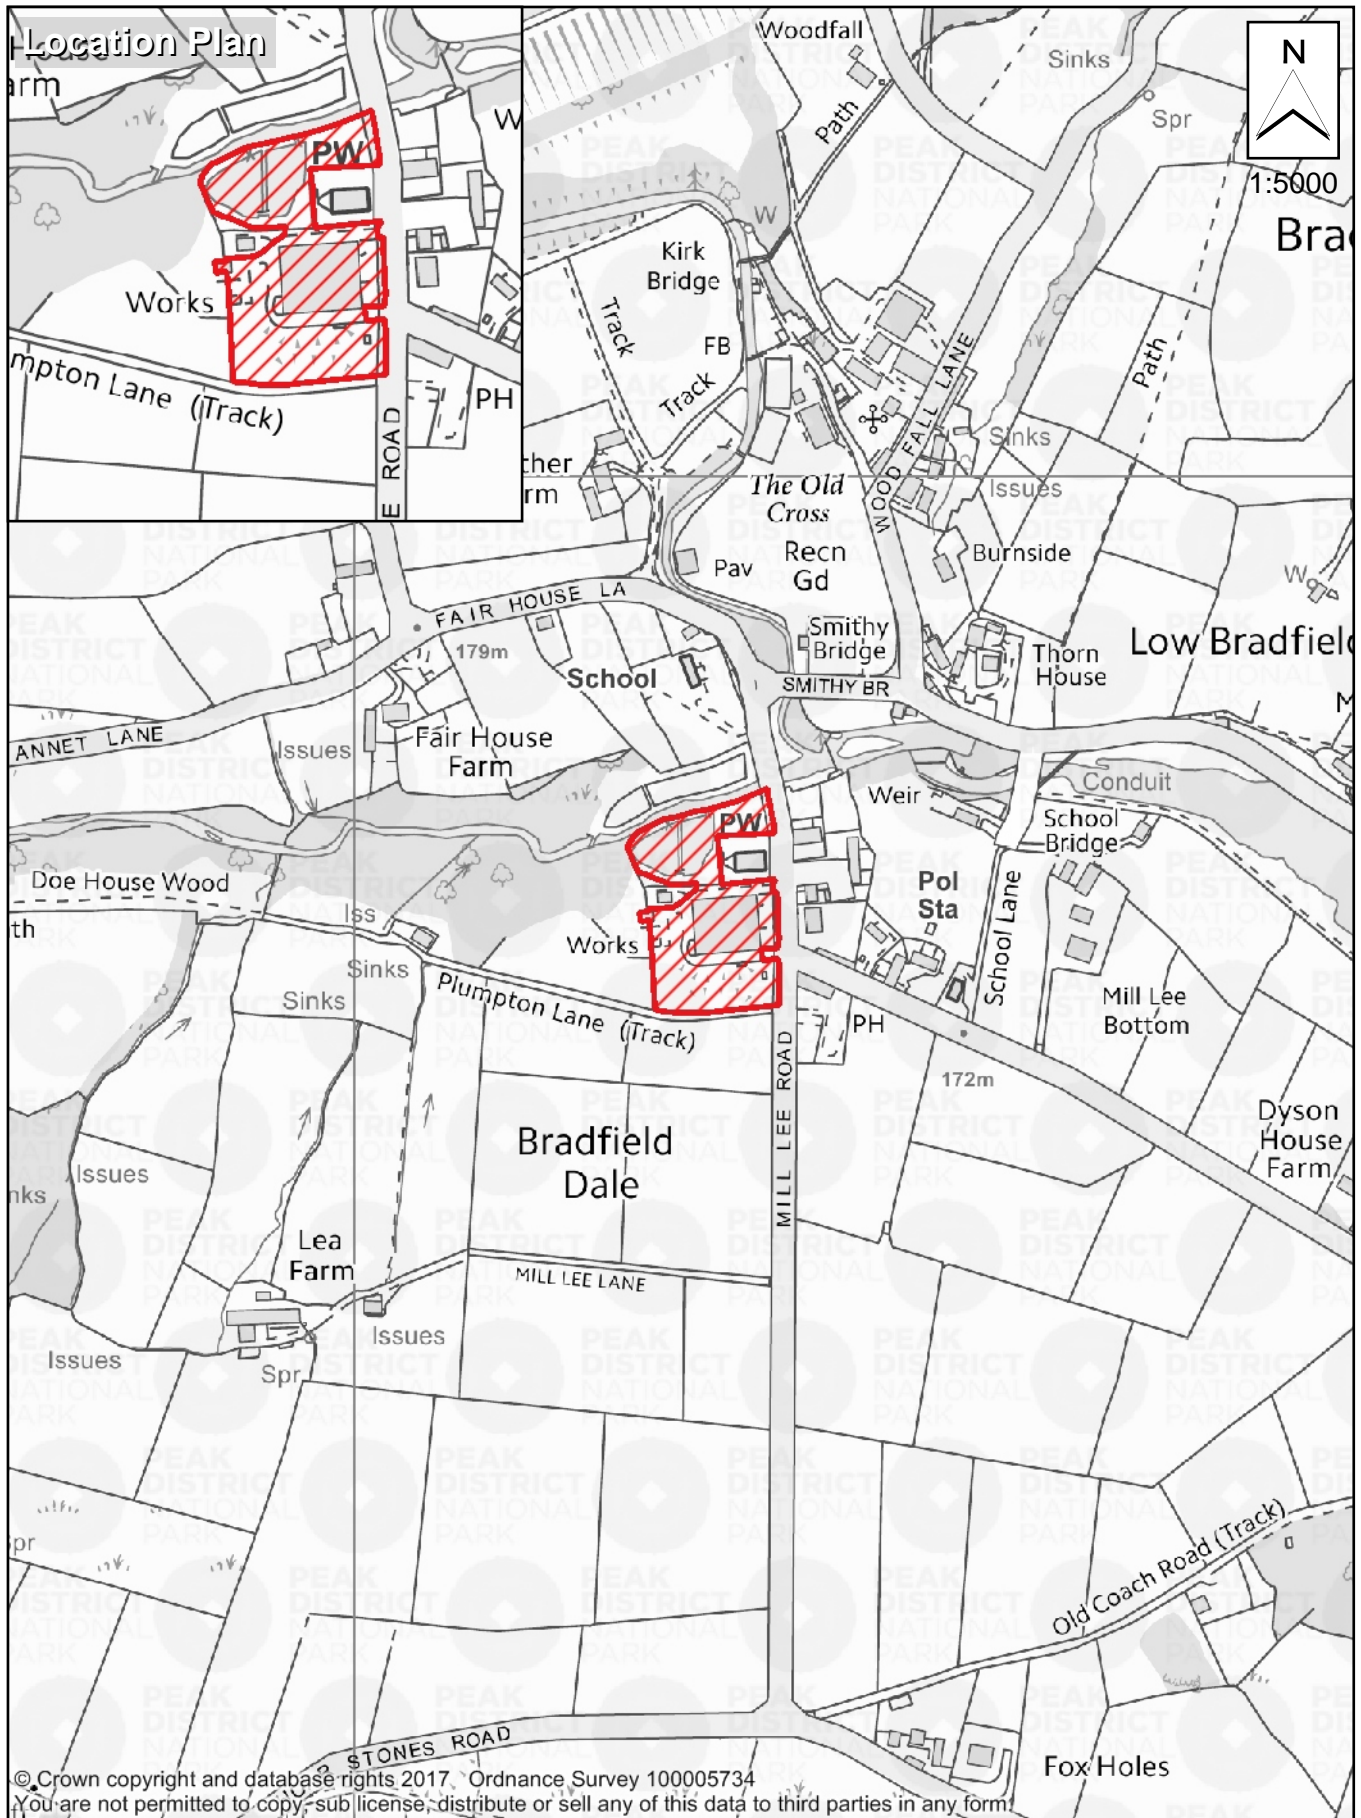 Location Plan
House
arm
PW
W
Works
mpton Lane (Track)
PH
E ROAD
Woodfall
Path
Sinks
Spr
N
1:5000
Brad
W
Kirk
Bridge
Track
FB
Track
Path
WOOD FALL LANE
Sinks
Issues
ther
rm
The Old
Cross
Recn
Gd
Pav
Burnside
W
FAIR HOUSE LA
179m
School
Smithy
Bridge
SMITHY BR
Thorn
House
Low Bradfield
M
ANNET LANE
Issues
Fair House
Farm
Weir
Conduit
School
Bridge
PW
Doe House Wood
th
Iss
Works
Pol
Sta
School Lane
Sinks
Sinks
Plumpton Lane (Track)
PH
Mill Lee
Bottom
172m
MILL LEE ROAD
Bradfield
Dale
Dyson
House
Farm
Issues
nks
Lea
Farm
MILL LEE LANE
Issues
Issues
Spr
Spr
Old Coach Road (Track)
STONES ROAD
Fox Holes
© Crown copyright and database rights 2017. Ordnance Survey 100005734
You are not permitted to copy, sub license, distribute or sell any of this data to third parties in any form.
PEAK
DISTRICT
NATIONAL
PARK